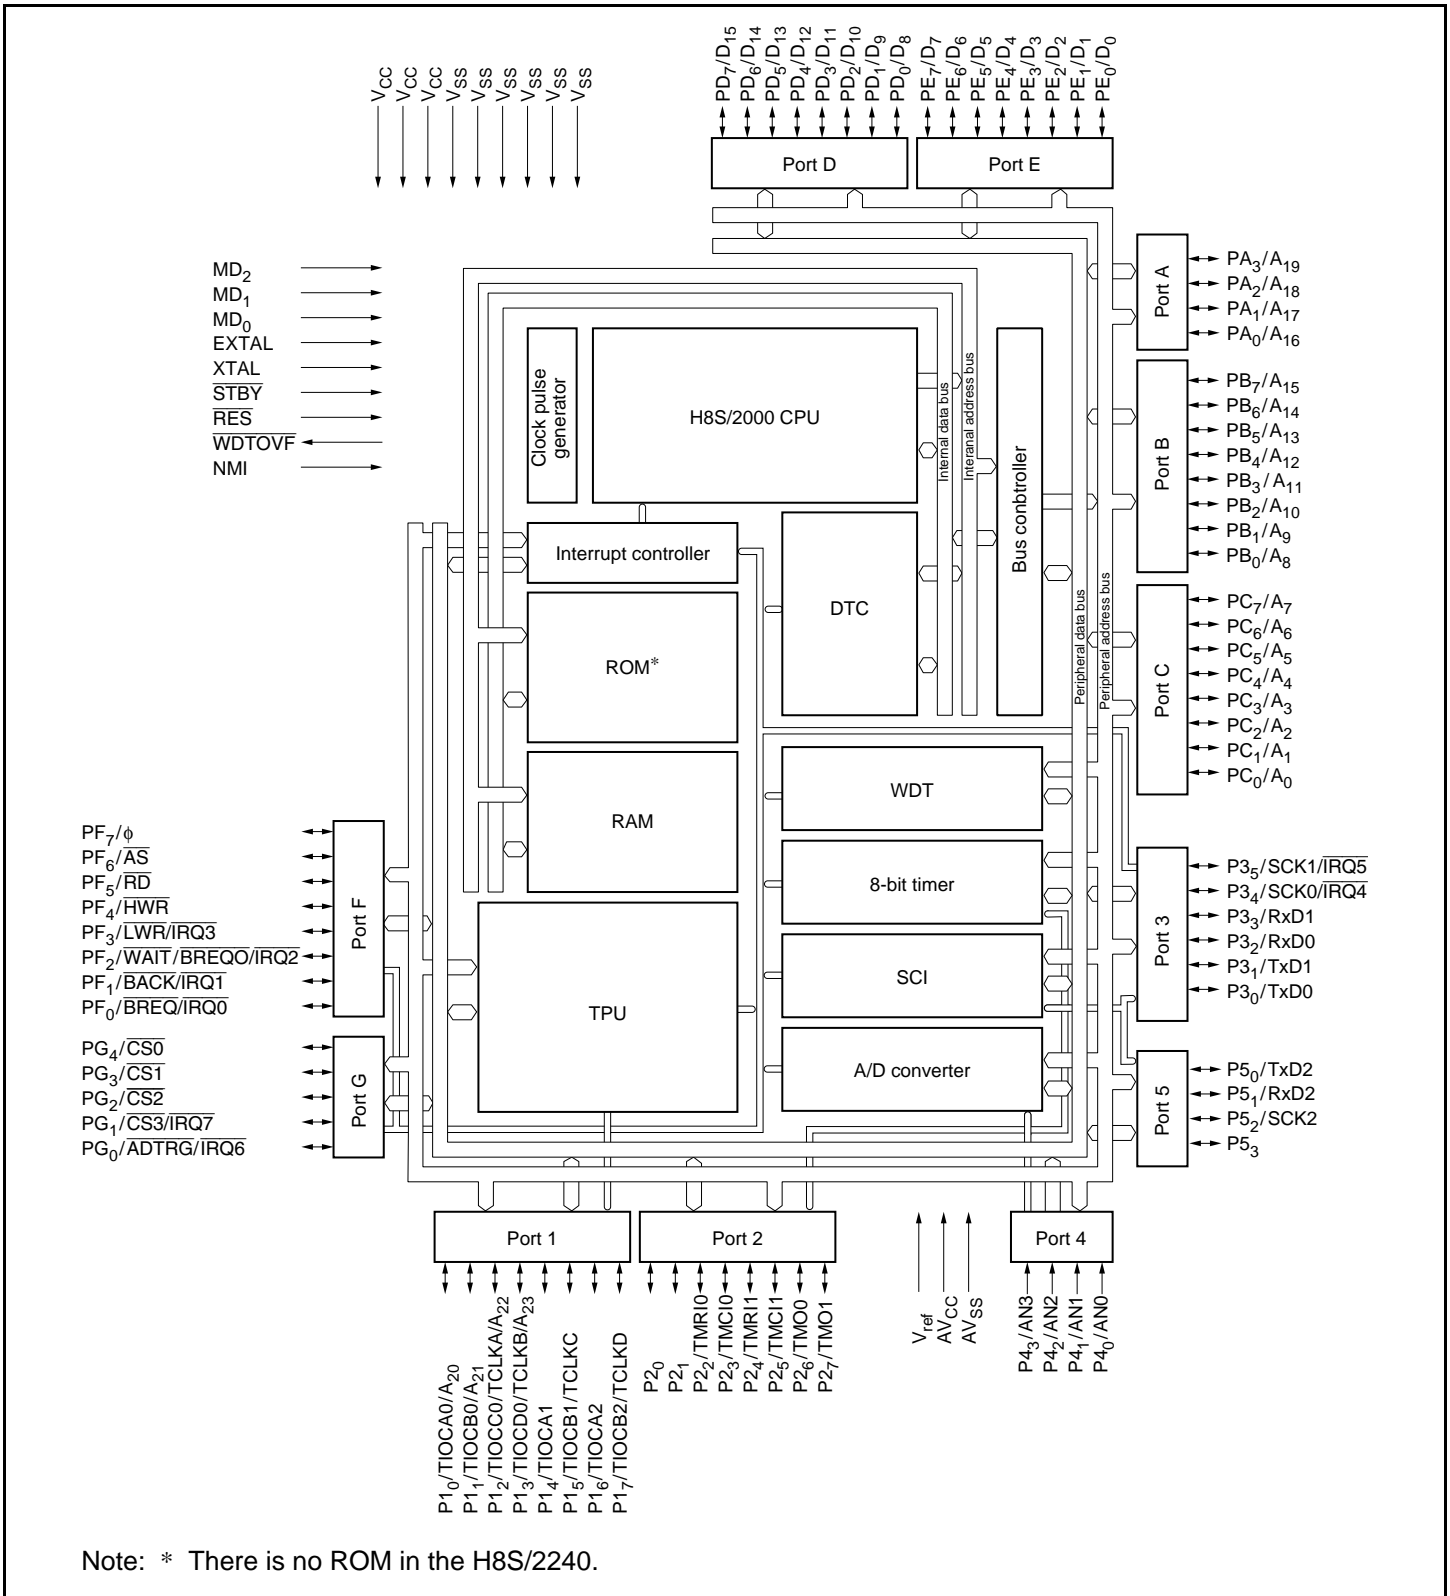 VCC
VCC
VCC
VSS
VSS
VSS
VSS
VSS
VSS
PD7/D15
PD6/D14
PD5/D13
PD4/D12
PD3/D11
PD2/D10
PD1/D9
PD0/D8
PE7/D7
PE6/D6
PE5/D5
PE4/D4
PE3/D3
PE2/D2
PE1/D1
PE0/D0
Port D
Port E
MD2
MD1
MD0
EXTAL
XTAL
STBY
RES
WDTOVF
NMI
Clock pulse
generator
H8S/2000 CPU
Internal data bus
Interanal address bus
Bus conbtroller
Port A
PA3/A19
PA2/A18
PA1/A17
PA0/A16
Port B
PB7/A15
PB6/A14
PB5/A13
PB4/A12
PB3/A11
PB2/A10
PB1/A9
PB0/A8
Interrupt controller
DTC
ROM*
RAM
Peripheral data bus
Peripheral address bus
Port C
PC7/A7
PC6/A6
PC5/A5
PC4/A4
PC3/A3
PC2/A2
PC1/A1
PC0/A0
WDT
8-bit timer
SCI
A/D converter
TPU
PF7/φ
PF6/AS
PF5/RD
PF4/HWR
PF3/LWR/IRQ3
PF2/WAIT/BREQO/IRQ2
PF1/BACK/IRQ1
PF0/BREQ/IRQ0
Port F
PG4/CS0
PG3/CS1
PG2/CS2
PG1/CS3/IRQ7
PG0/ADTRG/IRQ6
Port G
Port 3
P35/SCK1/IRQ5
P34/SCK0/IRQ4
P33/RxD1
P32/RxD0
P31/TxD1
P30/TxD0
Port 5
P50/TxD2
P51/RxD2
P52/SCK2
P53
Port 1
Port 2
Port 4
P10/TIOCA0/A20
P11/TIOCB0/A21
P12/TIOCC0/TCLKA/A22
P13/TIOCD0/TCLKB/A23
P14/TIOCA1
P15/TIOCB1/TCLKC
P16/TIOCA2
P17/TIOCB2/TCLKD
P20
P21
P22/TMRI0
P23/TMCI0
P24/TMRI1
P25/TMCI1
P26/TMO0
P27/TMO1
Vref
AVCC
AVSS
P43/AN3
P42/AN2
P41/AN1
P40/AN0
Note: * There is no ROM in the H8S/2240.